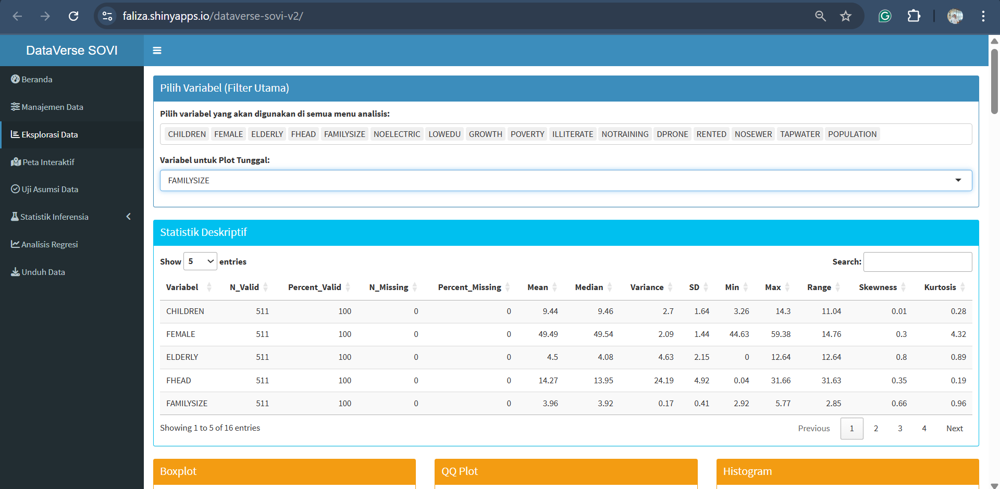 faliza.shinyapps.io/dataverse-sovi-v2/
DataVerse SOVI
Beranda
Manajemen Data
Eksplorasi Data
Peta Interaktif
Uji Asumsi Data
Statistik Inferensia
Analisis Regresi
Unduh Data
Pilih Variabel (Filter Utama)
Pilih variabel yang akan digunakan di semua menu analisis:
CHILDREN FEMALE ELDERLY FHEAD FAMILYSIZE NOELECTRIC LOWEDU GROWTH POVERTY ILLITERATE NOTRAINING DPRONE RENTED NOSEWER TAPWATER POPULATION
Variabel untuk Plot Tunggal:
FAMILYSIZE
Statistik Deskriptif
Show 5 entries Search:
Variabel N_Valid Percent_Valid N_Missing Percent_Missing Mean Median Variance SD Min Max Range Skewness Kurtosis
CHILDREN 511 100 0 0 9.44 9.46 2.7 1.64 3.26 14.3 11.04 0.01 0.28
FEMALE 511 100 0 0 49.49 49.54 2.09 1.44 44.63 59.38 14.76 0.3 4.32
ELDERLY 511 100 0 0 4.5 4.08 4.63 2.15 0 12.64 12.64 0.8 0.89
FHEAD 511 100 0 0 14.27 13.95 24.19 4.92 0.04 31.66 31.63 0.35 0.19
FAMILYSIZE 511 100 0 0 3.96 3.92 0.17 0.41 2.92 5.77 2.85 0.66 0.96
Showing 1 to 5 of 16 entries Previous 1 2 3 4 Next
Boxplot QQ Plot Histogram